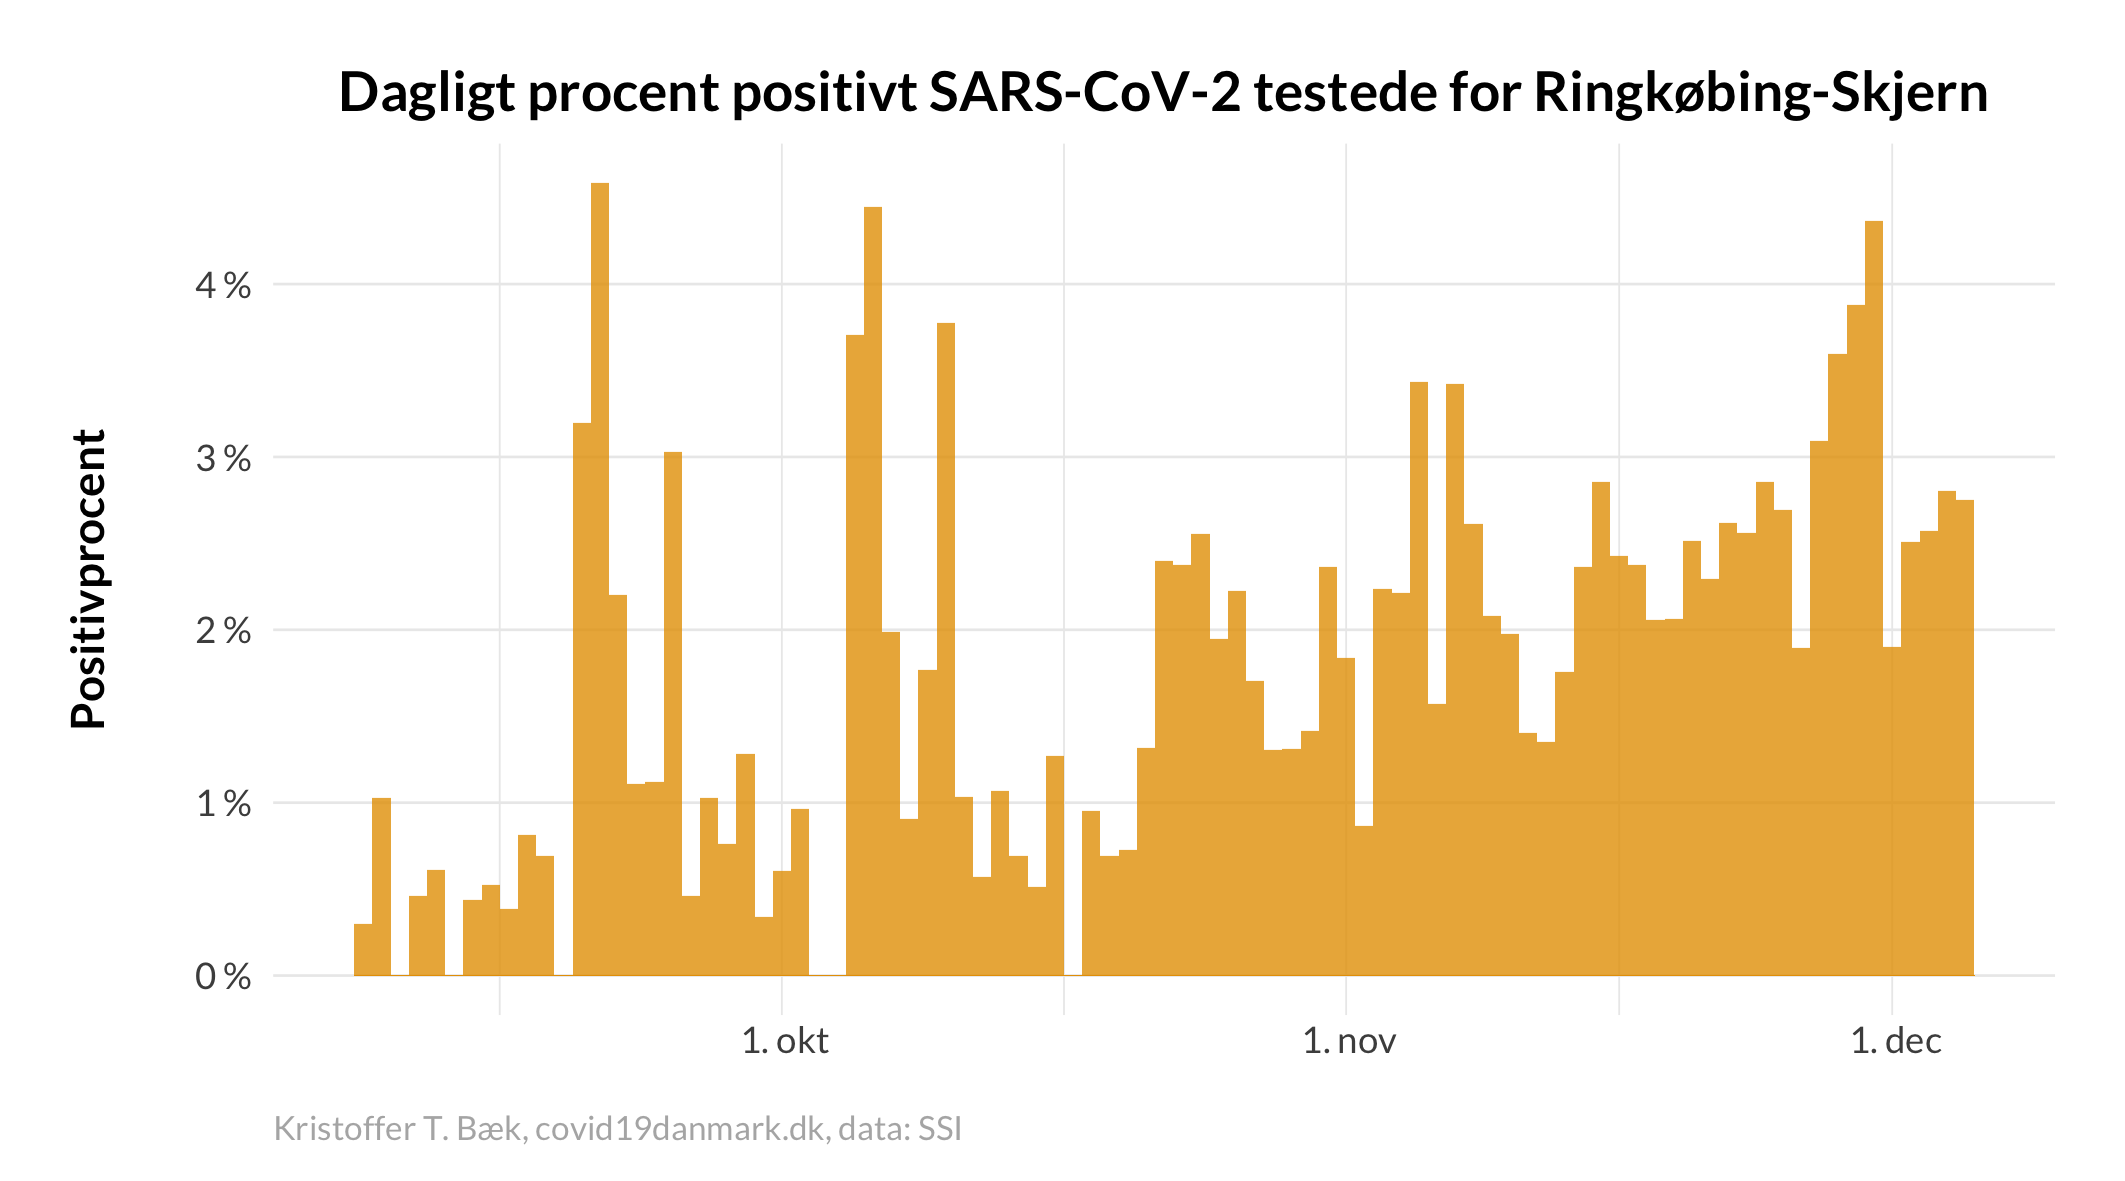 Dagligt procent positivt SARS-CoV-2 testede for Ringkøbing-Skjern
Positivprocent
4 %
3 %
2 %
1 %
0 %
1. okt
1. nov
1. dec
Kristoffer T. Bæk, covid19danmark.dk, data: SSI